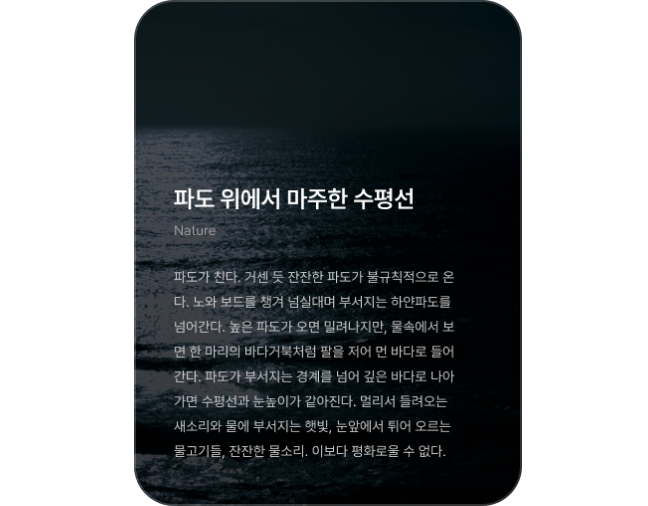 파도 위에서 마주한 수평선
Nature
파도가 친다. 거센 듯 잔잔한 파도가 불규칙적으로 온
다. 노와 보드를 챙겨 넘실대며 부서지는 하얀파도를
넘어간다. 높은 파도가 오면 밀려나지만, 물속에서 보
면 한 마리의 바다거북처럼 팔을 저어 먼 바다로 들어
간다. 파도가 부서지는 경계를 넘어 깊은 바다로 나아
가면 수평선과 눈높이가 같아진다. 멀리서 들려오는
새소리와 물에 부서지는 햇빛, 눈앞에서 튀어 오르는
물고기들, 잔잔한 물소리. 이보다 평화로울 수 없다.